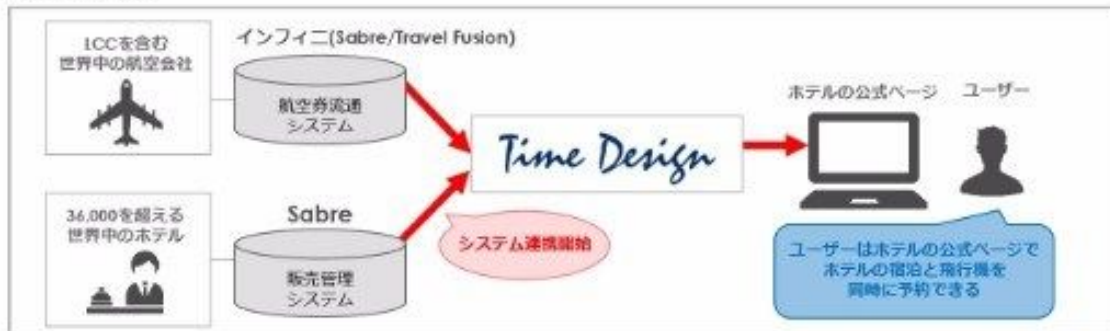 LCCを含む
世界中の航空会社
インフィニ(Sabre/Travel Fusion)
航空券流通
システム
36,000を超える
世界中のホテル
Sabre
販売管理
システム
Time Design
システム連携開始
ホテルの公式ページ
ユーザー
ユーザーはホテルの公式ページで
ホテルの宿泊と飛行機を
同時に予約できる